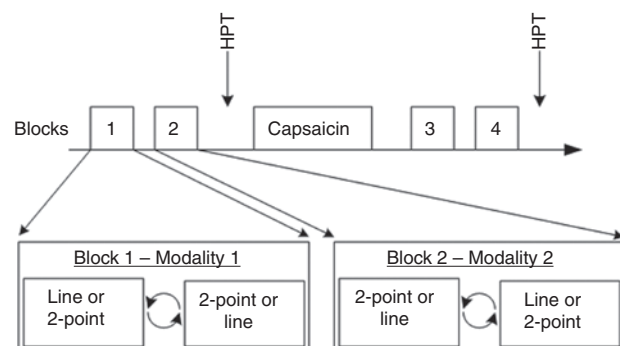 HPT
HPT
Blocks
1
2
Capsaicin
3
4
Block 1 – Modality 1
Line or
2-point
2-point or
line
Block 2 – Modality 2
2-point or
line
Line or
2-point